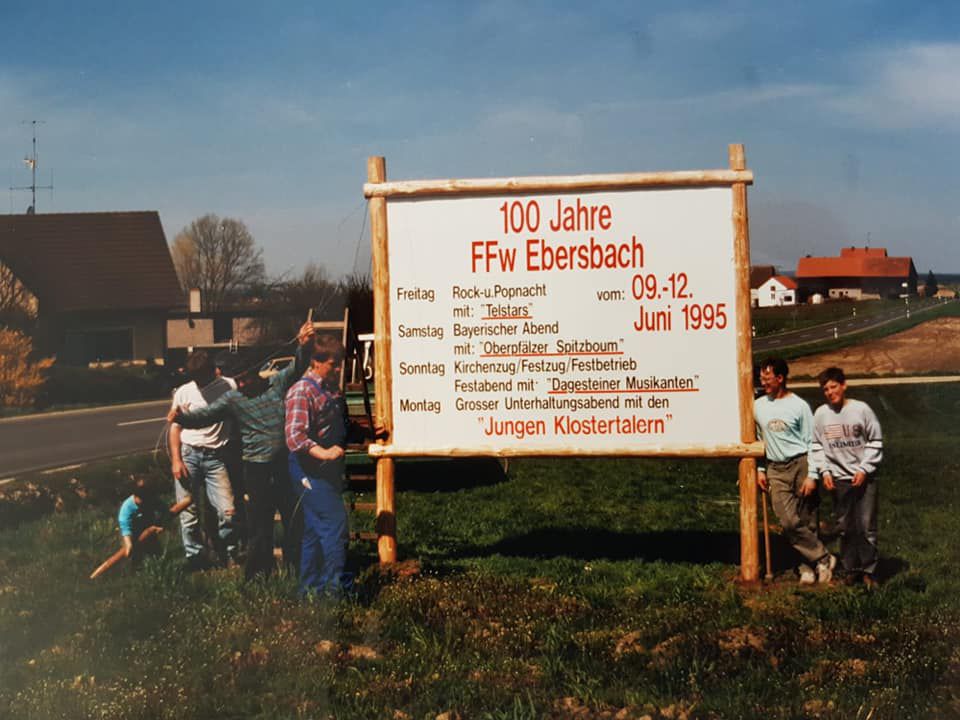 100 Jahre
FFw Ebersbach
Freitag Rock-u.Popnacht vom: 09.-12.
mit: "Telstars" Juni 1995
Samstag Bayerischer Abend
mit: "Oberpfälzer Spitzboum"
Sonntag Kirchenzug/Festzug/Festbetrieb
Festabend mit· "Dagesteiner Musikanten"
Montag Grosser Unterhaltungsabend mit den
"Jungen Klostertalern"
US